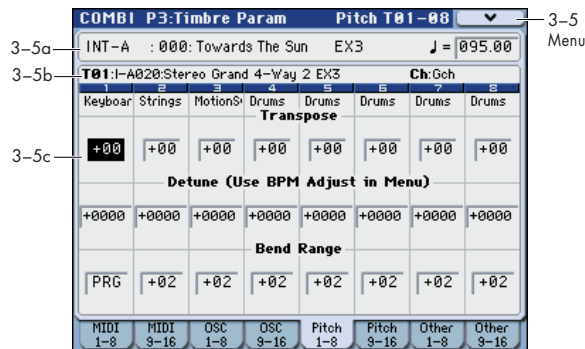 COMBI P3:Timbre Param Pitch T01-08
3–5
Menu
3–5a
INT-A :000:Towards The Sun EX3 ♩= 095.00
3–5b
T01:I-A020:Stereo Grand 4-Way 2 EX3 Ch:Gch
1 2 3 4 5 6 7 8
Keyboar Strings MotionS Drums Drums Drums Drums Drums
Transpose
3–5c
+00 +00 +00 +00 +00 +00 +00 +00
Detune (Use BPM Adjust in Menu)
+0000 +0000 +0000 +0000 +0000 +0000 +0000 +0000
Bend Range
PRG +02 +02 +02 +02 +02 +02 +02
MIDI 1-8 MIDI 9-16 OSC 1-8 OSC 9-16 Pitch 1-8 Pitch 9-16 Other 1-8 Other 9-16